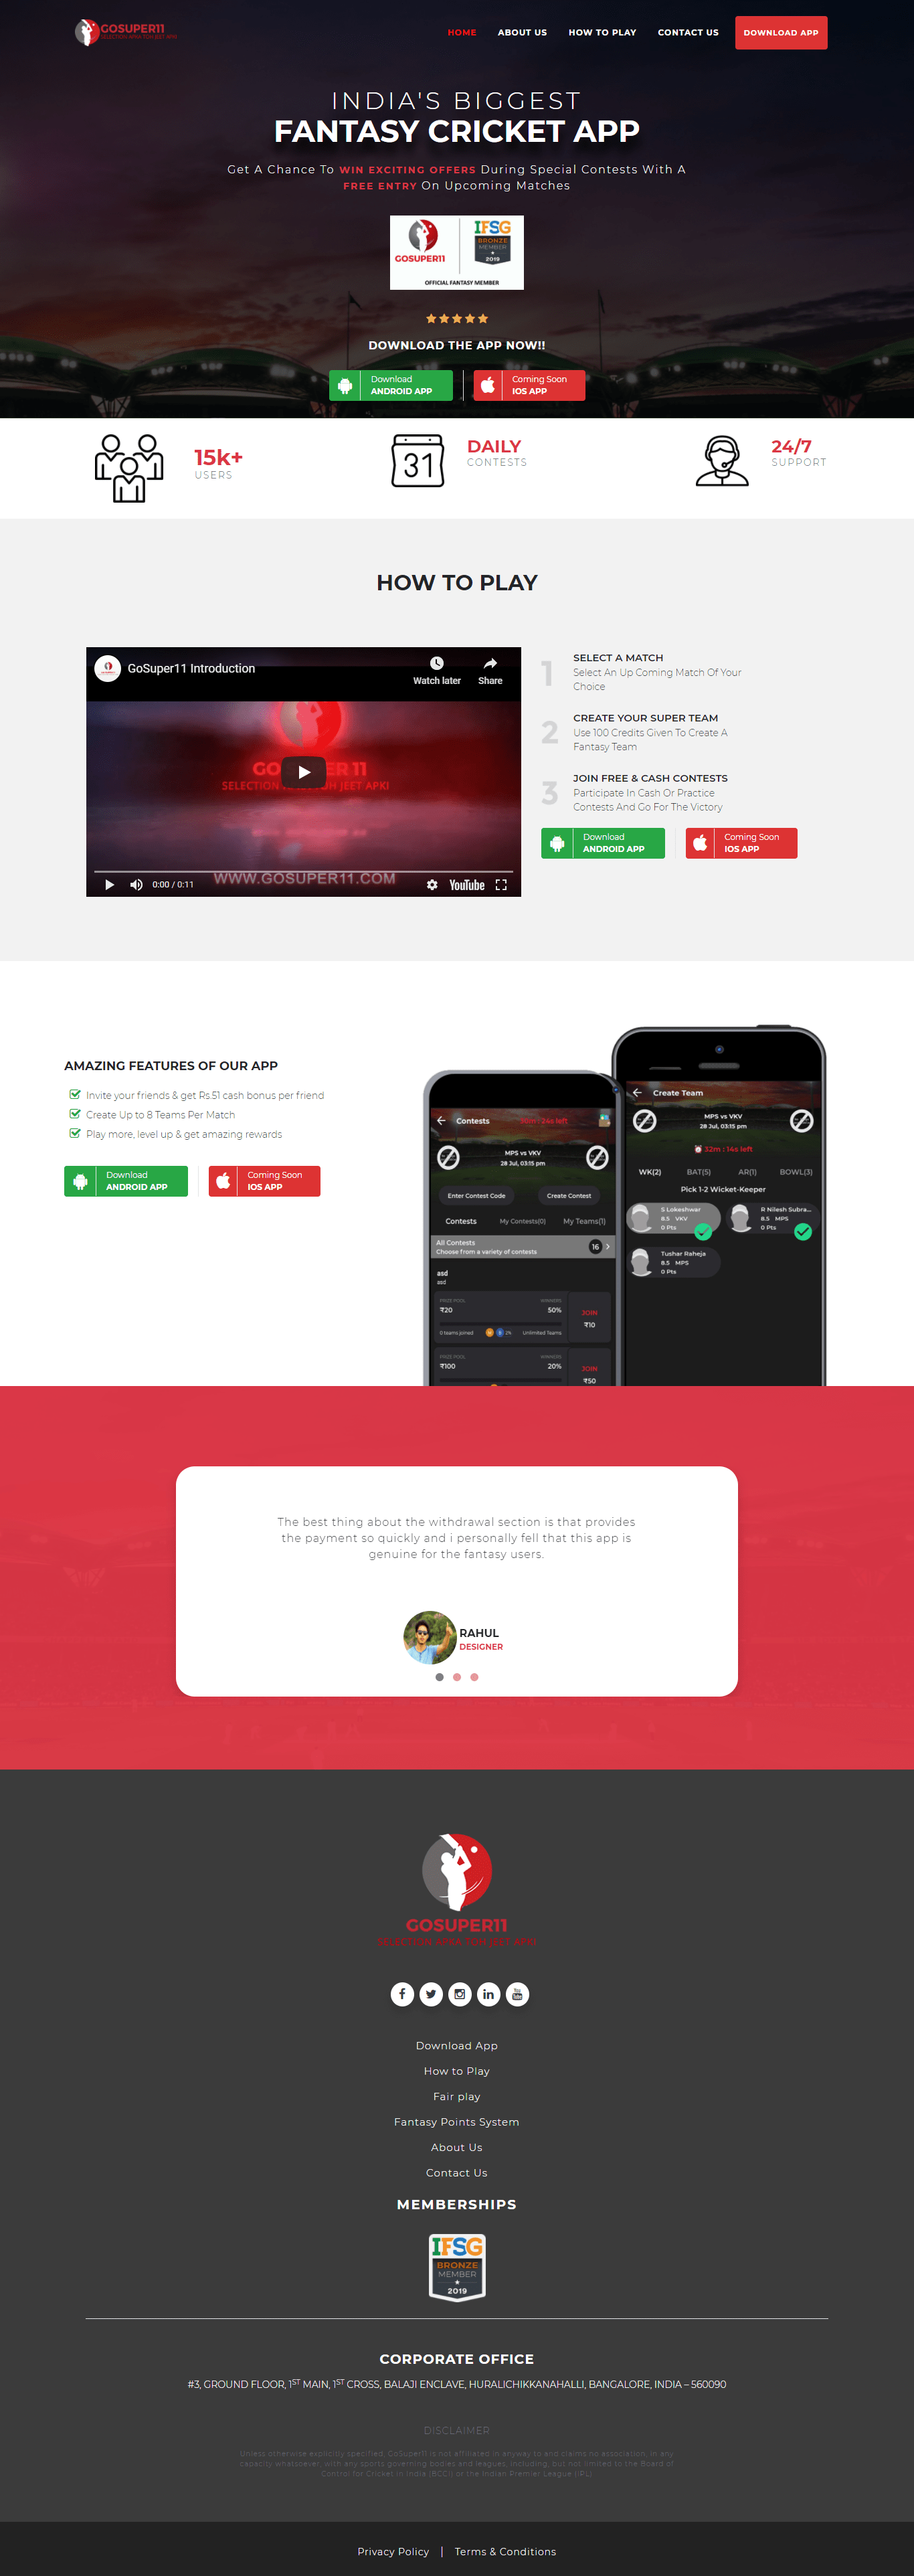 GOSUPER11
SELECTION APKA TOH JEET APKI
HOME
ABOUT US
HOW TO PLAY
CONTACT US
DOWNLOAD APP
INDIA'S BIGGEST
FANTASY CRICKET APP
Get A Chance To WIN EXCITING OFFERS During Special Contests With A
FREE ENTRY On Upcoming Matches
GOSUPER11
IFSG
BRONZE
MEMBER
2019
OFFICIAL FANTASY MEMBER
DOWNLOAD THE APP NOW!!
Download
ANDROID APP
Coming Soon
IOS APP
15k+
USERS
31
DAILY
CONTESTS
24/7
SUPPORT
HOW TO PLAY
GoSuper11 Introduction
Watch later
Share
SELECTION
JEET APKI
WWW.GOSUPER11.COM
0:00 / 0:11
YouTube
1
SELECT A MATCH
Select An Up Coming Match Of Your
Choice
2
CREATE YOUR SUPER TEAM
Use 100 Credits Given To Create A
Fantasy Team
3
JOIN FREE & CASH CONTESTS
Participate In Cash Or Practice
Contests And Go For The Victory
Download
ANDROID APP
Coming Soon
IOS APP
AMAZING FEATURES OF OUR APP
Invite your friends & get Rs.51 cash bonus per friend
Create Up to 8 Teams Per Match
Play more, level up & get amazing rewards
Download
ANDROID APP
Coming Soon
IOS APP
Contests
35m : 24s left
MPS vs VKV
28 Jul, 03:15 pm
Enter Contest Code
Create Contest
Contests
My Contests(0)
My Teams(1)
All Contests
Choose from a variety of contests
16
asd
asd
PRIZE POOL
WINNERS
₹20
50%
JOIN
₹10
0 teams joined
Unlimited Teams
PRIZE POOL
WINNERS
₹100
20%
JOIN
₹50
Create Team
MPS vs VKV
28 Jul, 03:15 pm
32m : 14s left
WK(2)
BAT(5)
AR(1)
BOWL(3)
Pick 1-2 Wicket-Keeper
S Lokeshwar
8.5 VKV
0 Pts
R Nilesh Subra...
8.5 MPS
0 Pts
Tushar Raheja
8.5 MPS
0 Pts
The best thing about the withdrawal section is that provides
the payment so quickly and i personally fell that this app is
genuine for the fantasy users.
RAHUL
DESIGNER
GOSUPER11
SELECTION APKA TOH JEET APKI
Download App
How to Play
Fair play
Fantasy Points System
About Us
Contact Us
MEMBERSHIPS
IFSG
BRONZE
MEMBER
2019
CORPORATE OFFICE
#3, GROUND FLOOR, 1ST MAIN, 1ST CROSS, BALAJI ENCLAVE, HURALICHIKKANAHALLI, BANGALORE, INDIA – 560090
DISCLAIMER
Unless otherwise explicitly specified, GoSuper11 is not affiliated in anyway to and claims no association, in any
capacity whatsoever, with any sports governing bodies and leagues, including, but not limited to the Board of
Control for Cricket in India (BCCI) or the Indian Premier League (IPL).
Privacy Policy | Terms & Conditions